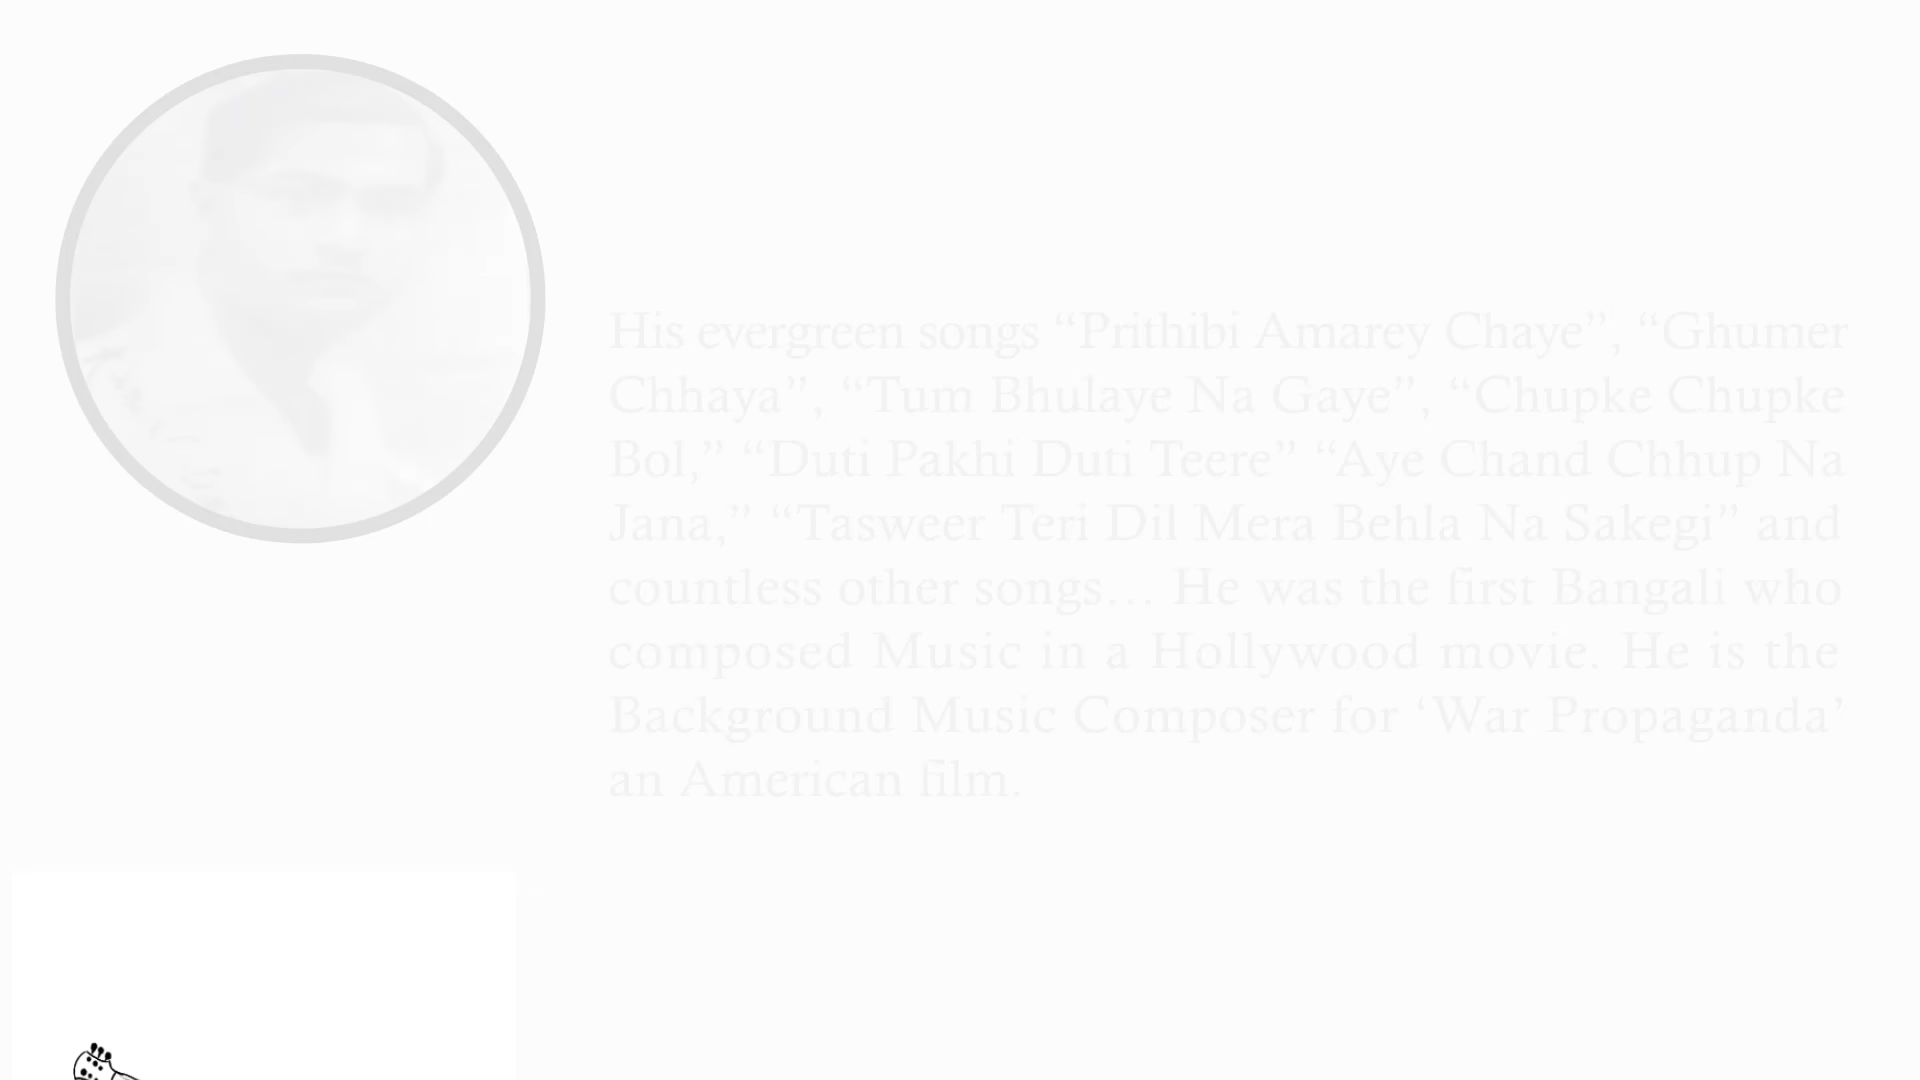 His evergreen songs “Prithibi Amarey Chaye”, “Ghumer
Chhaya”, “Tum Bhulaye Na Gaye”, “Chupke Chupke
Bol,” “Duti Pakhi Duti Teere” “Aye Chand Chhup Na
Jana,” “Tasweer Teri Dil Mera Behla Na Sakegi” and
countless other songs… He was the first Bangali who
composed Music in a Hollywood movie. He is the
Background Music Composer for ‘War Propaganda’
an American film.